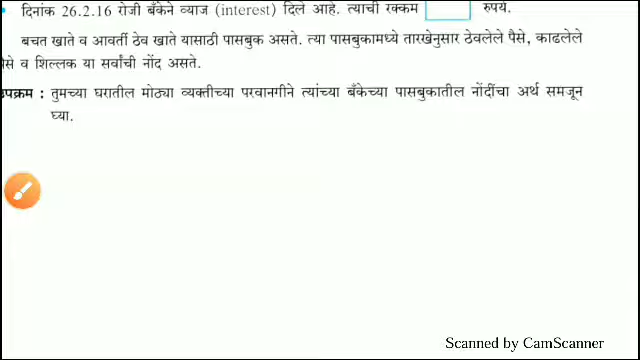 • दिनांक 26.2.16 रोजी बँकेने व्याज (interest) दिले आहे. त्याची रक्कम रुपये.
बचत खाते व आवर्ती ठेव खाते यासाठी पासबुक असते. त्या पासबुकामध्ये तारखेनुसार ठेवलेले पैसे, काढलेले
पैसे व शिल्लक या सर्वांची नोंद असते.
उपक्रम : तुमच्या घरातील मोठ्या व्यक्तीच्या परवानगीने त्यांच्या बँकेच्या पासबुकातील नोंदींचा अर्थ समजून
घ्या.
Scanned by CamScanner